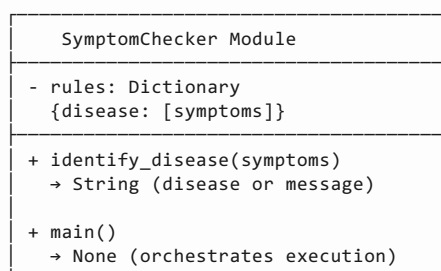 SymptomChecker Module
- rules: Dictionary
{disease: [symptoms]}
+ identify_disease(symptoms)
→ String (disease or message)
+ main()
→ None (orchestrates execution)